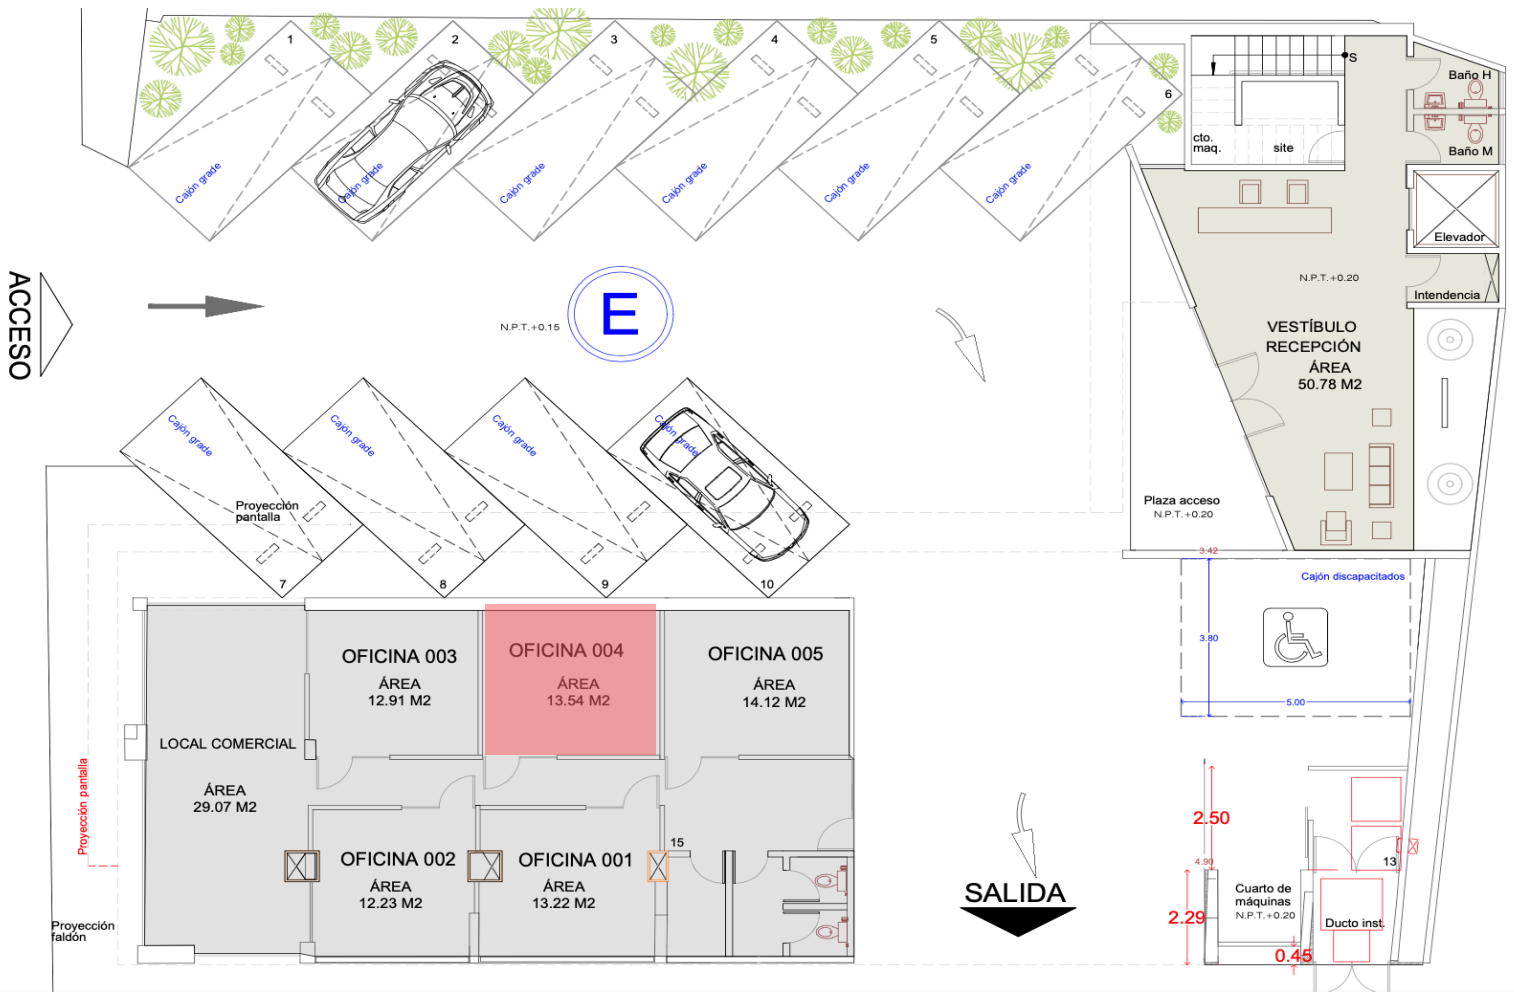 1
2
3
4
5
6
Cajón grade
Cajón grade
Cajón grade
Cajón grade
Cajón grade
Cajón grade
S
cto.
maq.
site
Baño H
Baño M
Elevador
Intendencia
N.P.T.+0.20
VESTÍBULO
RECEPCIÓN
ÁREA
50.78 M2
ACCESO
E
N.P.T.+0.15
Cajón grade
Cajón grade
Cajón grade
Cajón grade
Proyección
pantalla
7
8
9
10
Plaza acceso
N.P.T.+0.20
3.42
Cajón discapacitados
3.80
5.00
OFICINA 003
ÁREA
12.91 M2
OFICINA 004
ÁREA
13.54 M2
OFICINA 005
ÁREA
14.12 M2
LOCAL COMERCIAL
ÁREA
29.07 M2
Proyección pantalla
OFICINA 002
ÁREA
12.23 M2
OFICINA 001
ÁREA
13.22 M2
15
Proyección
faldón
SALIDA
2.50
4.90
13
2.29
Cuarto de
máquinas
N.P.T.+0.20
Ducto inst.
0.45